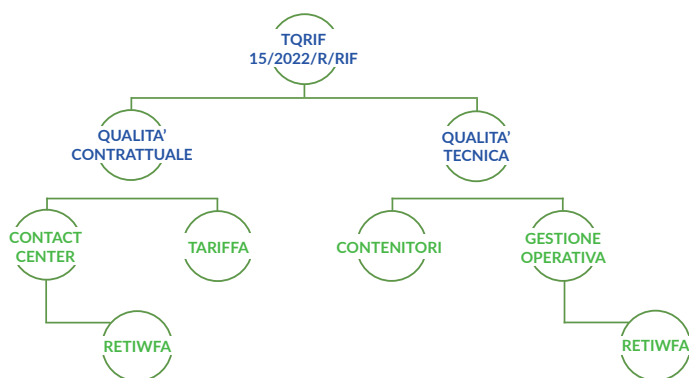 TQRIF
15/2022/R/RIF
QUALITA'
CONTRATTUALE
QUALITA'
TECNICA
CONTACT
CENTER
TARIFFA
CONTENITORI
GESTIONE
OPERATIVA
RETIWFA
RETIWFA